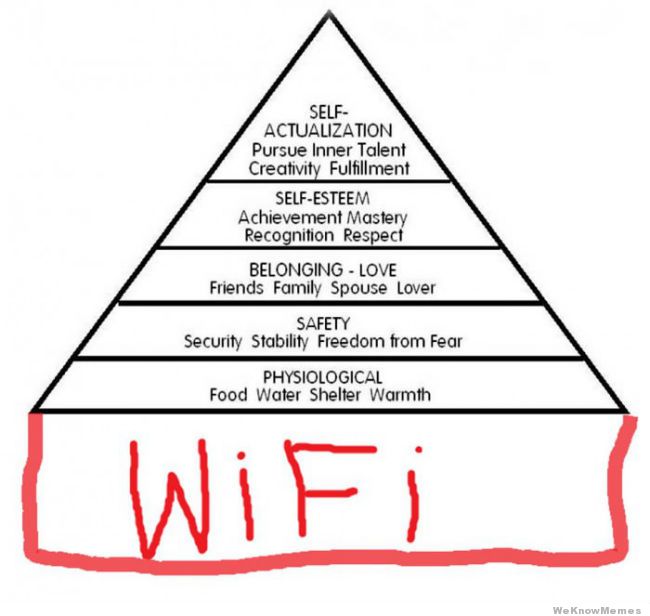 SELF-
ACTUALIZATION
Pursue Inner Talent
Creativity Fulfillment
SELF-ESTEEM
Achievement Mastery
Recognition Respect
BELONGING - LOVE
Friends Family Spouse Lover
SAFETY
Security Stability Freedom from Fear
PHYSIOLOGICAL
Food Water Shelter Warmth
WiFi
WeKnowMemes